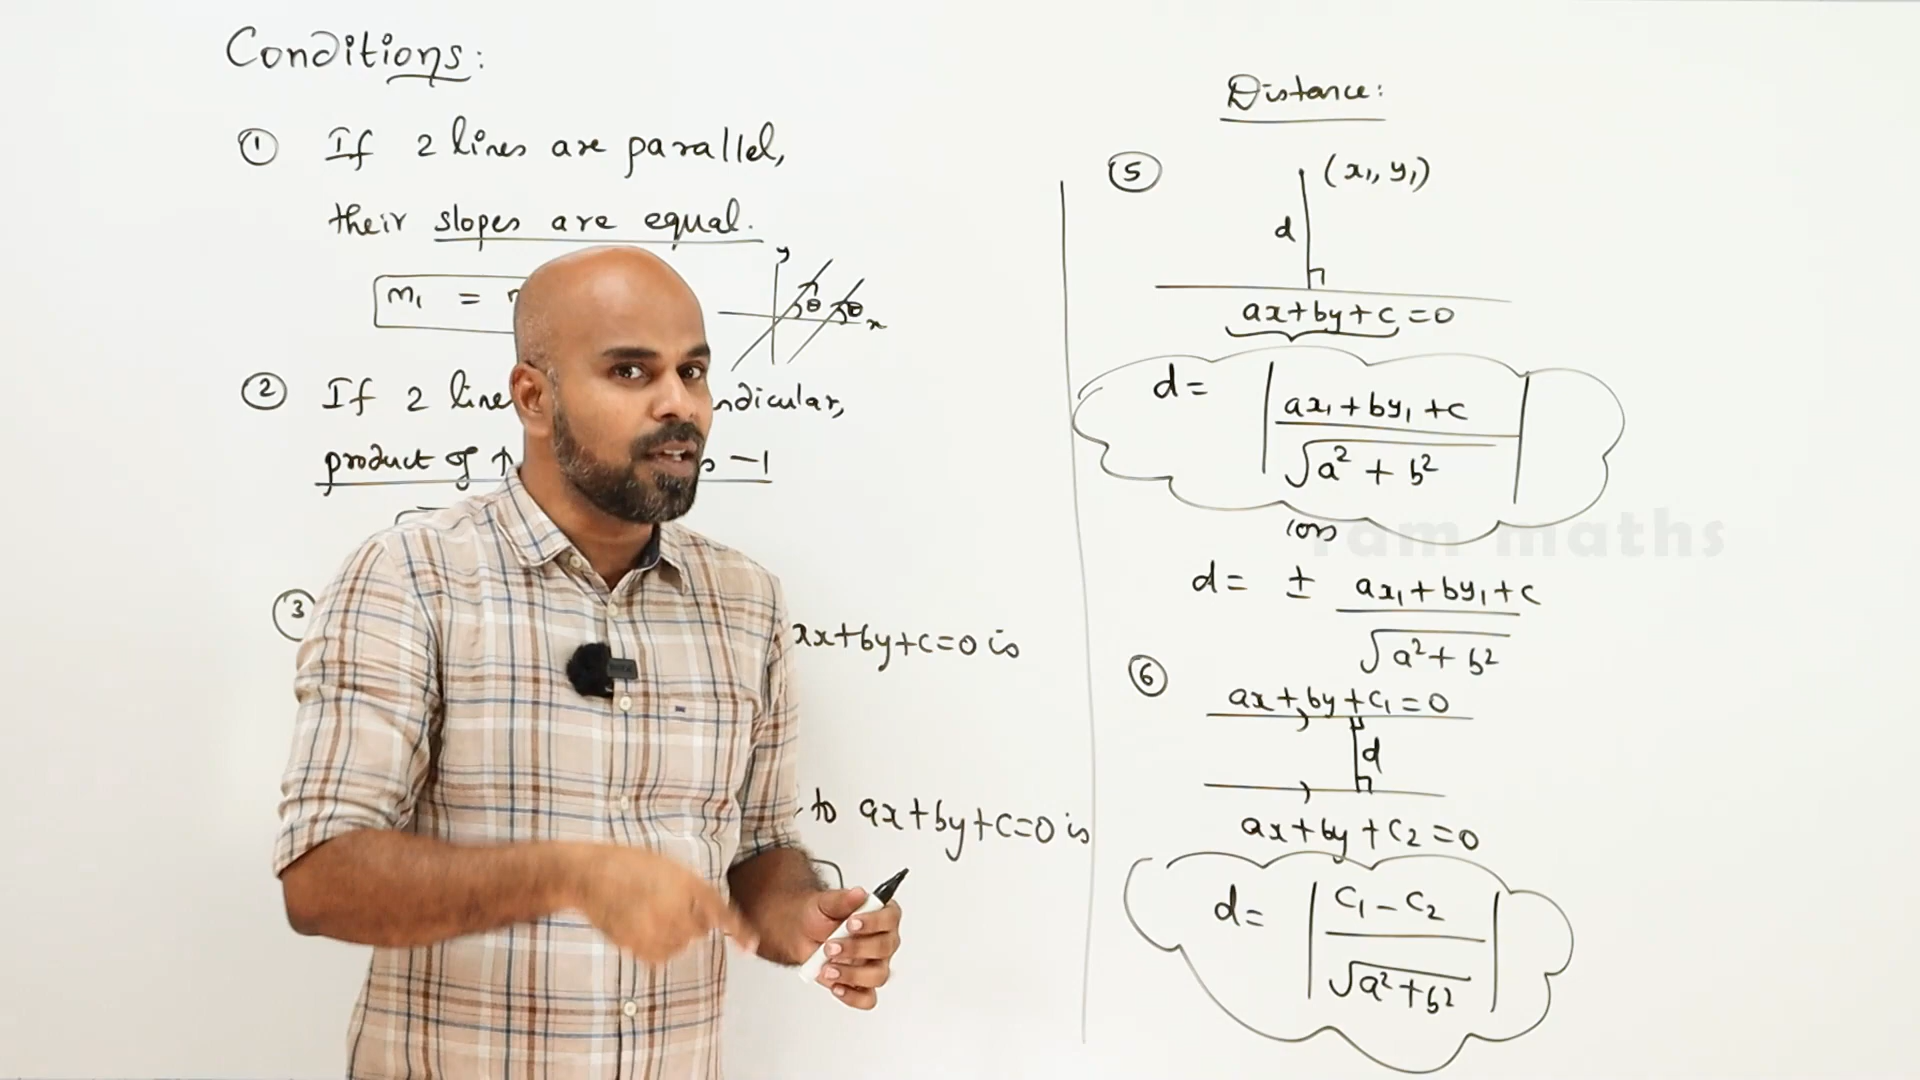 Conditions:
① If 2 lines are parallel,
their slopes are equal.
m₁ =
y
θ θ
x
② If 2
product of
-1
③
ax+by+c=0 is
to ax+by+c=0 is
Distance:
⑤ (x₁, y₁)
d
ax+by+c=0
d= |ax₁+by₁+c / √a²+b²|
(or)
ram maths
d= ± ax₁+by₁+c / √a²+b²
⑥ ax+by+c₁=0
d
ax+by+c₂=0
d= |c₁-c₂ / √a²+b²|